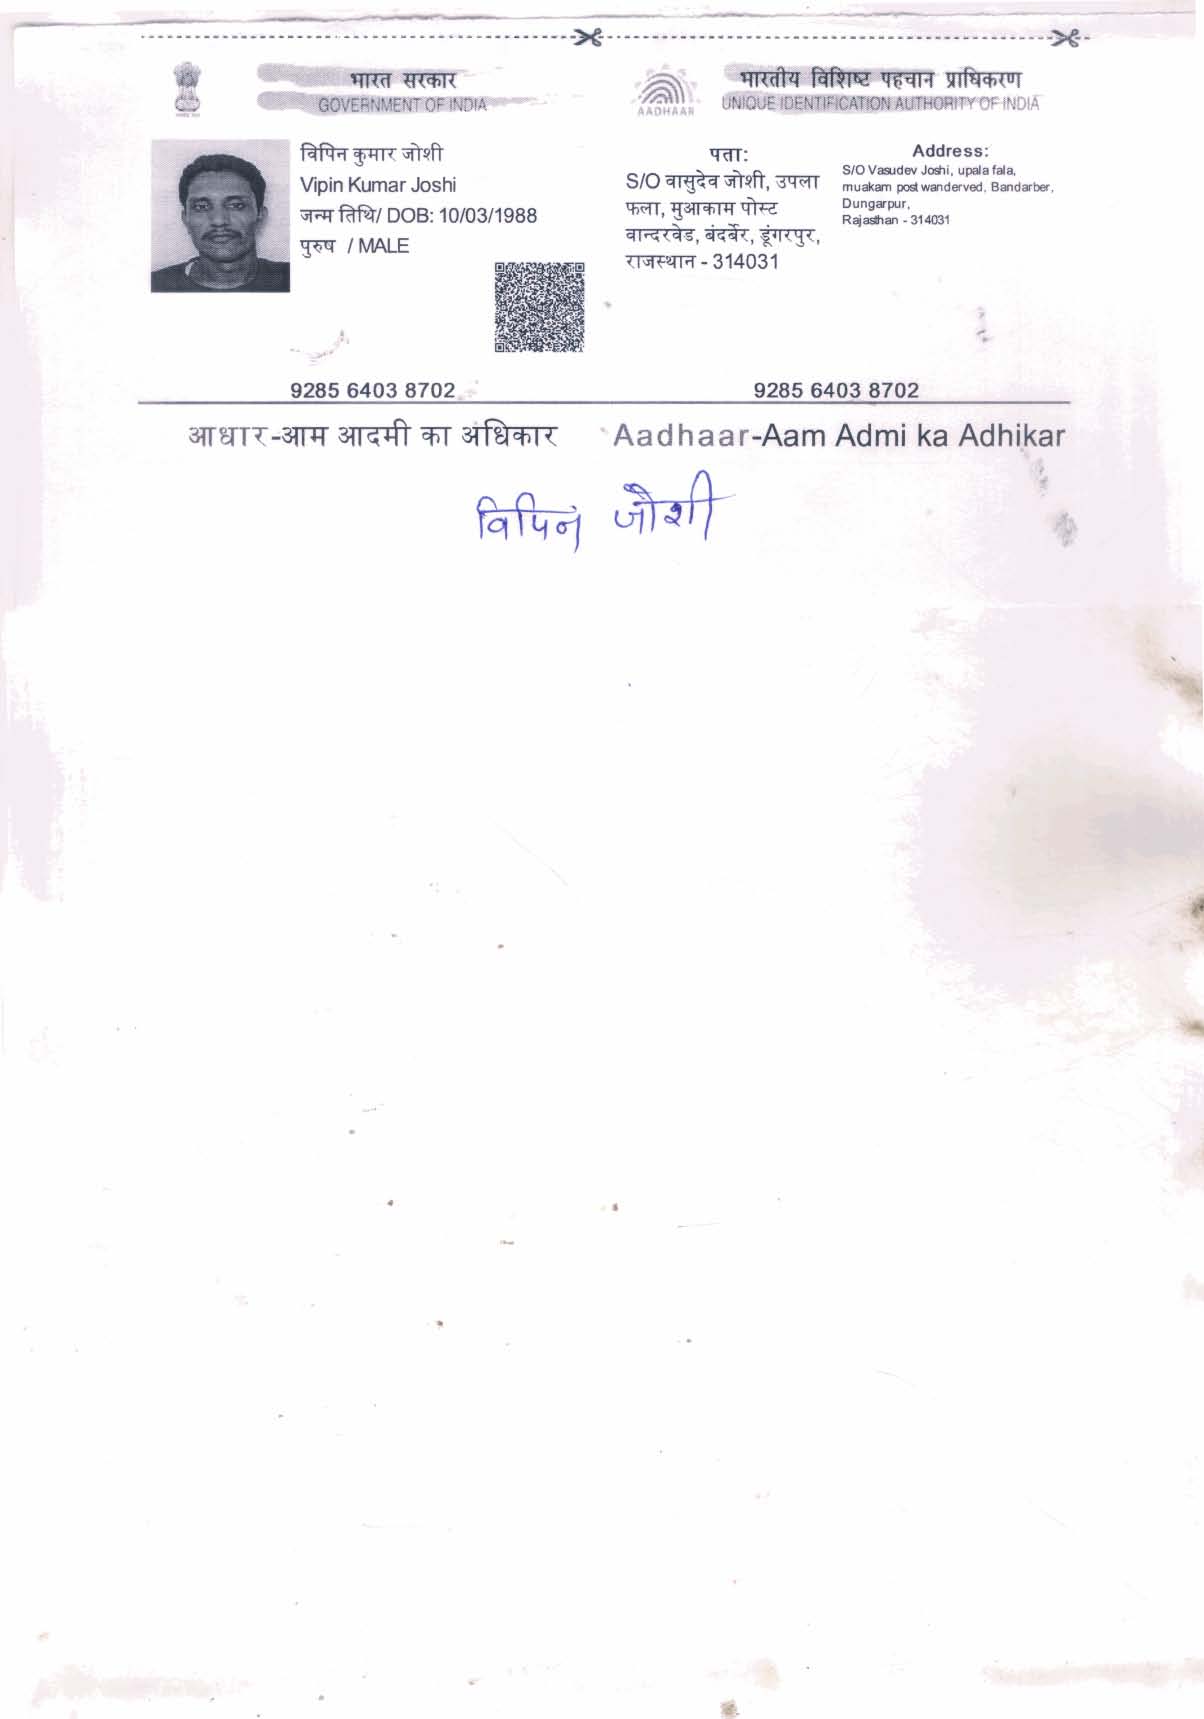 भारत सरकार
GOVERNMENT OF INDIA
विपिन कुमार जोशी
Vipin Kumar Joshi
जन्म तिथि/ DOB: 10/03/1988
पुरुष / MALE
9285 6403 8702
आधार-आम आदमी का अधिकार
भारतीय विशिष्ट पहचान प्राधिकरण
UNIQUE IDENTIFICATION AUTHORITY OF INDIA
AADHAAR
पता:
S/O वासुदेव जोशी, उपला
फला, मुआकाम पोस्ट
वान्दरवेड, बंदर्बेर, डूंगरपुर,
राजस्थान - 314031
Address:
S/O Vasudev Joshi, upala fala,
muakam post wanderved, Bandarber,
Dungarpur,
Rajasthan - 314031
9285 6403 8702
Aadhaar-Aam Admi ka Adhikar
विपिन जौशी